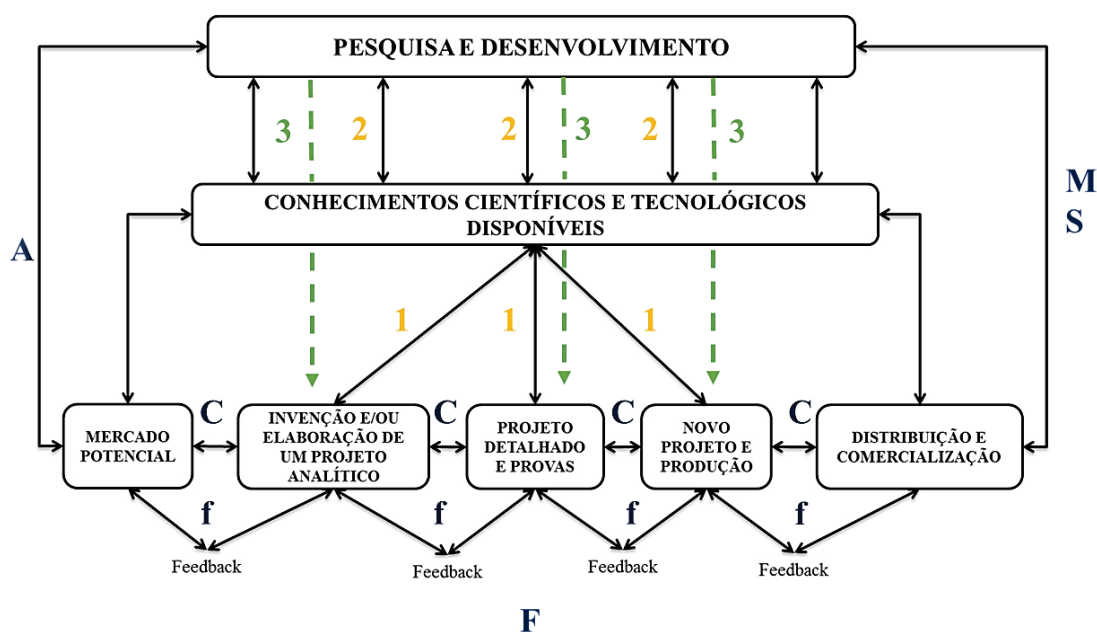 PESQUISA E DESENVOLVIMENTO
3 2 2 3 2 3
M
S
CONHECIMENTOS CIENTÍFICOS E TECNOLÓGICOS
DISPONÍVEIS
A
1 1 1
C C C
MERCADO
POTENCIAL
INVENÇÃO E/OU
ELABORAÇÃO DE
UM PROJETO
ANALÍTICO
PROJETO
DETALHADO
E PROVAS
NOVO
PROJETO E
PRODUÇÃO
DISTRIBUIÇÃO E
COMERCIALIZAÇÃO
f f f f
Feedback Feedback Feedback Feedback
F